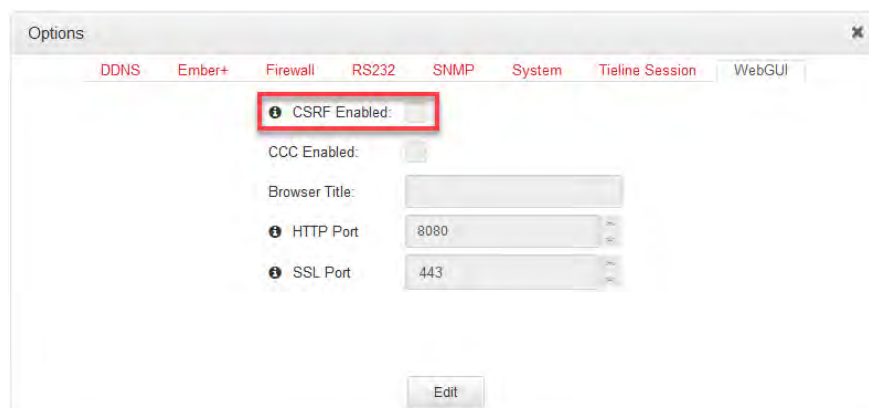 Options
DDNS Ember+ Firewall RS232 SNMP System Tieline Session WebGUI
CSRF Enabled:
CCC Enabled:
Browser Title:
HTTP Port 8080
SSL Port 443
Edit